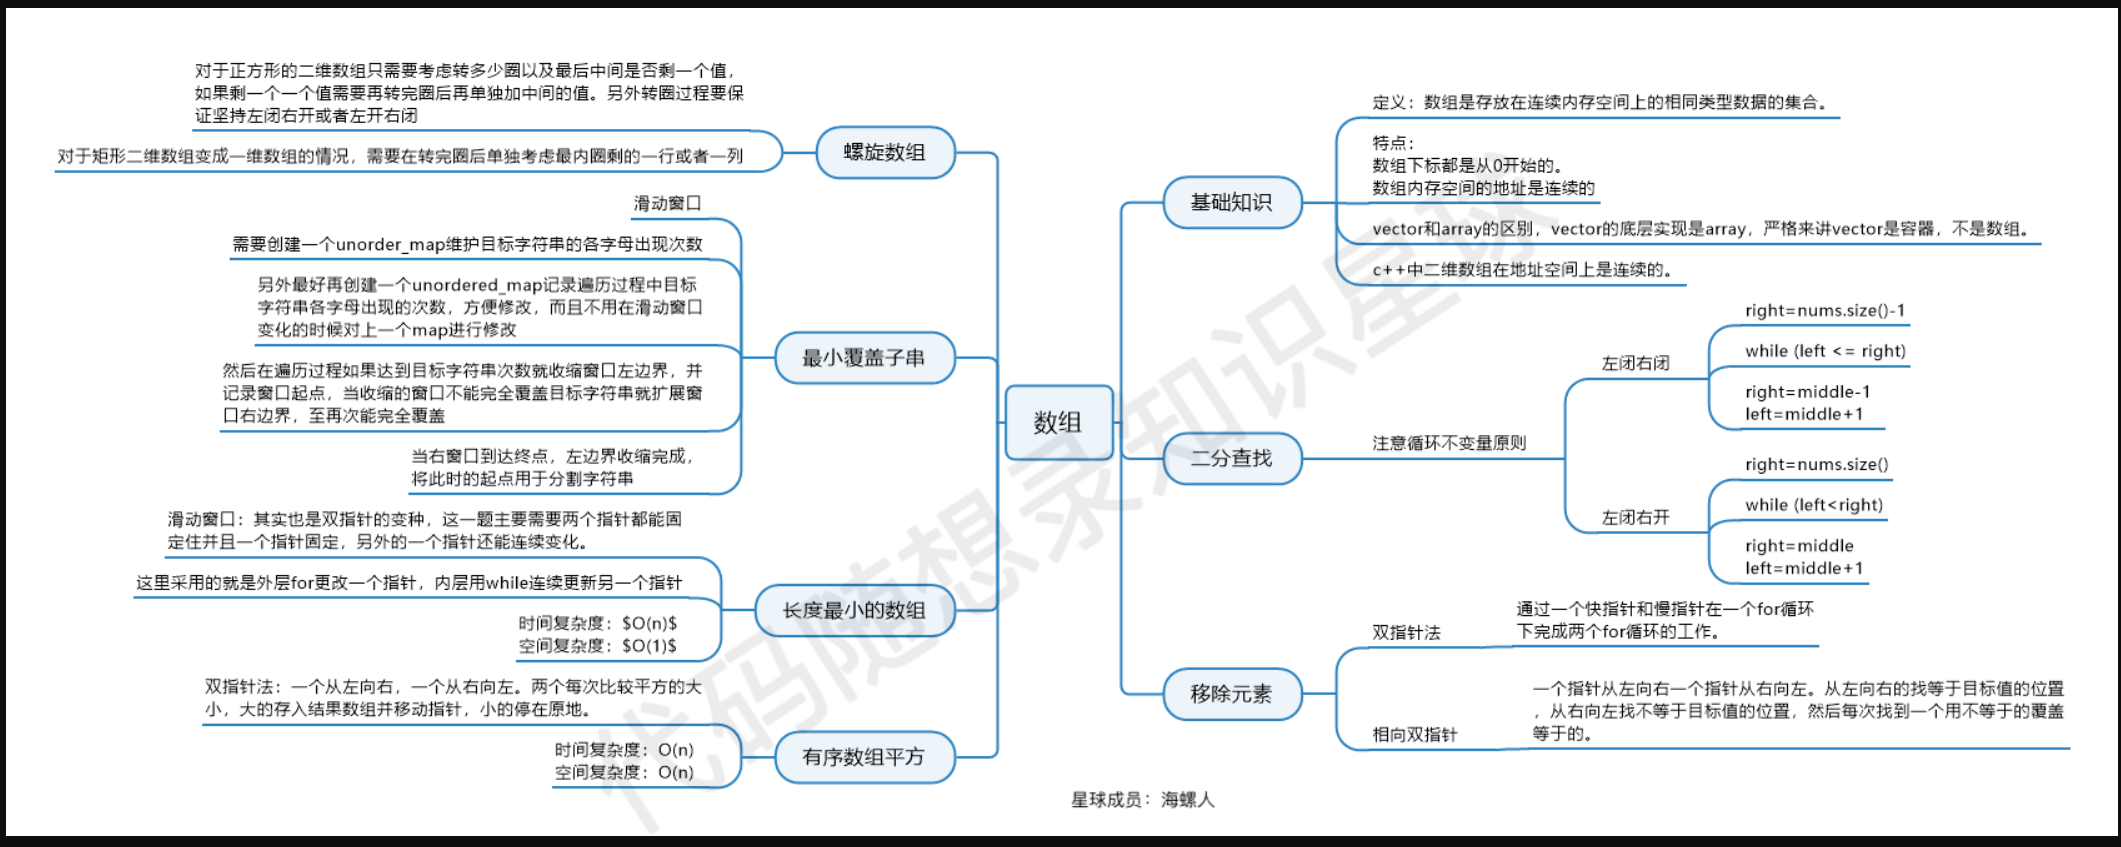 对于正方形的二维数组只需要考虑转多少圈以及最后中间是否剩一个值，
如果剩一个一个值需要再转完圈后再单独加中间的值。另外转圈过程要保
证坚持左闭右开或者左开右闭
对于矩形二维数组变成一维数组的情况，需要在转完圈后单独考虑最内圈剩的一行或者一列
螺旋数组
滑动窗口
需要创建一个unorder_map维护目标字符串的各字母出现次数
另外最好再创建一个unordered_map记录遍历过程中目标
字符串各字母出现的次数，方便修改，而且不用在滑动窗口
变化的时候对上一个map进行修改
然后在遍历过程如果达到目标字符串次数就收缩窗口左边界，并
记录窗口起点，当收缩的窗口不能完全覆盖目标字符串就扩展窗
口右边界，至再次能完全覆盖
当右窗口到达终点，左边界收缩完成，
将此时的起点用于分割字符串
最小覆盖子串
滑动窗口：其实也是双指针的变种，这一题主要需要两个指针都能固
定住并且一个指针固定，另外的一个指针还能连续变化。
这里采用的就是外层for更改一个指针，内层用while连续更新另一个指针
时间复杂度：$O(n)$
空间复杂度：$O(1)$
长度最小的数组
双指针法：一个从左向右，一个从右向左。两个每次比较平方的大
小，大的存入结果数组并移动指针，小的停在原地。
时间复杂度：O(n)
空间复杂度：O(n)
有序数组平方
数组
基础知识
定义：数组是存放在连续内存空间上的相同类型数据的集合。
特点：
数组下标都是从0开始的。
数组内存空间的地址是连续的
vector和array的区别，vector的底层实现是array，严格来讲vector是容器，不是数组。
c++中二维数组在地址空间上是连续的。
二分查找
注意循环不变量原则
左闭右闭
right=nums.size()-1
while (left <= right)
right=middle-1
left=middle+1
左闭右开
right=nums.size()
while (left<right)
right=middle
left=middle+1
移除元素
双指针法
通过一个快指针和慢指针在一个for循环
下完成两个for循环的工作。
相向双指针
一个指针从左向右一个指针从右向左。从左向右的找等于目标值的位置
，从右向左找不等于目标值的位置，然后每次找到一个用不等于的覆盖
等于的。
星球成员：海螺人
代码随想录知识星球